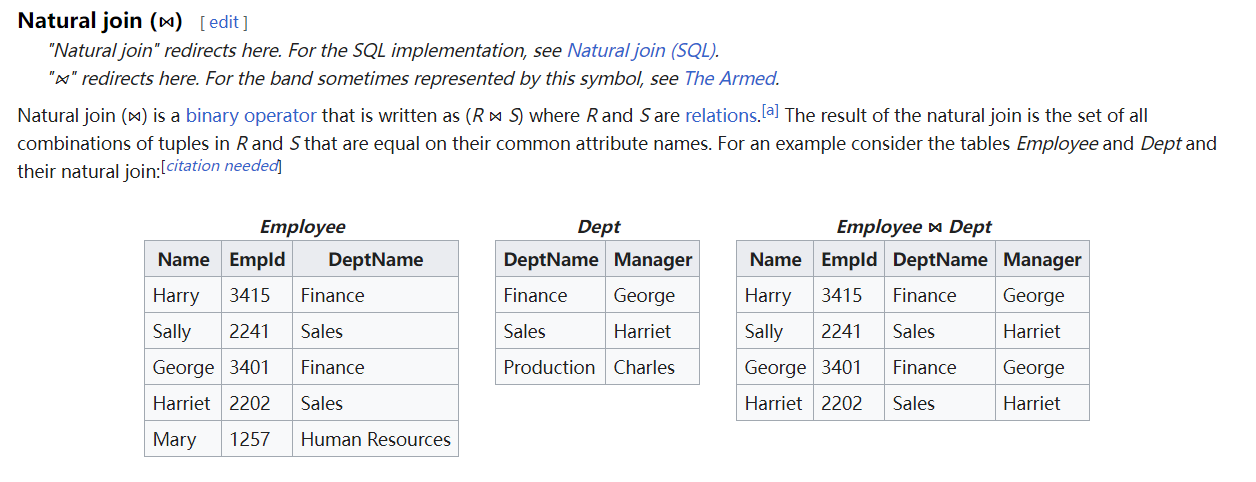 Natural join (⋈) [ edit ]
"Natural join" redirects here. For the SQL implementation, see Natural join (SQL).
"⋈" redirects here. For the band sometimes represented by this symbol, see The Armed.
Natural join (⋈) is a binary operator that is written as (R ⋈ S) where R and S are relations.[a] The result of the natural join is the set of all
combinations of tuples in R and S that are equal on their common attribute names. For an example consider the tables Employee and Dept and
their natural join:[citation needed]
Employee
Name EmpId DeptName
Harry 3415 Finance
Sally 2241 Sales
George 3401 Finance
Harriet 2202 Sales
Mary 1257 Human Resources
Dept
DeptName Manager
Finance George
Sales Harriet
Production Charles
Employee ⋈ Dept
Name EmpId DeptName Manager
Harry 3415 Finance George
Sally 2241 Sales Harriet
George 3401 Finance George
Harriet 2202 Sales Harriet